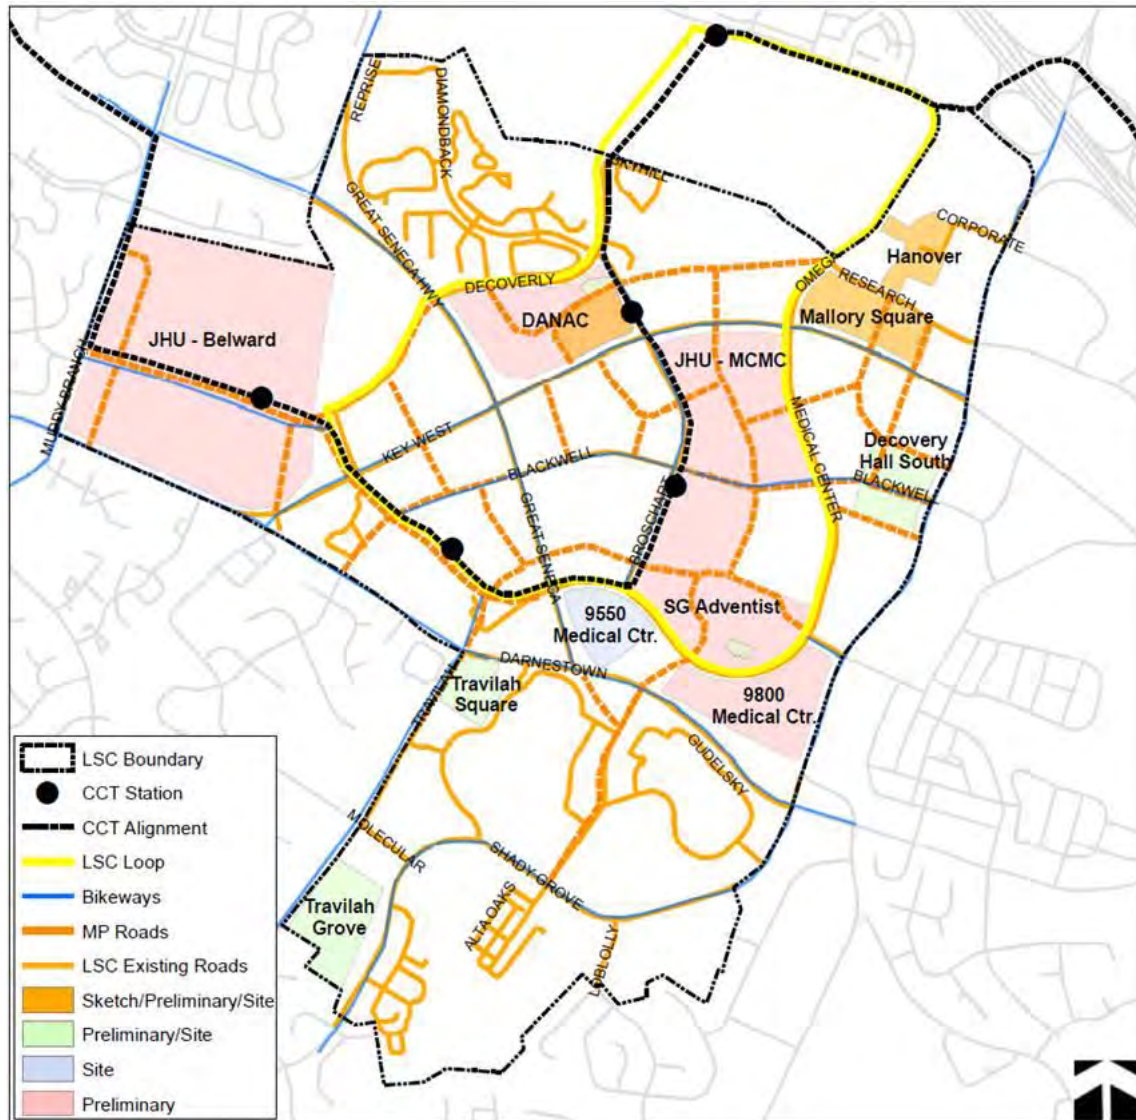 REPRISE
DIAMONDBACK
SKYHILL
GREAT SENECA HWY
CORPORATE
Hanover
OMEGA
RESEARCH
DECOVERLY
DANAC
Mallory Square
JHU - Belward
JHU - MCMC
MUDDY BRANCH
MEDICAL CENTER
KEY WEST
Decovery
Hall South
BLACKWELL
BLACKWELL
GREAT SENECA
BROSCHART
SG Adventist
9550
Medical Ctr.
DARNESTOWN
TRAVILAH
Travilah
Square
9800
Medical Ctr.
GUDELSKY
MOLECULAR
SHADY GROVE
ALTA OAKS
Travilah
Grove
LOBLOLLY
LSC Boundary
CCT Station
CCT Alignment
LSC Loop
Bikeways
MP Roads
LSC Existing Roads
Sketch/Preliminary/Site
Preliminary/Site
Site
Preliminary